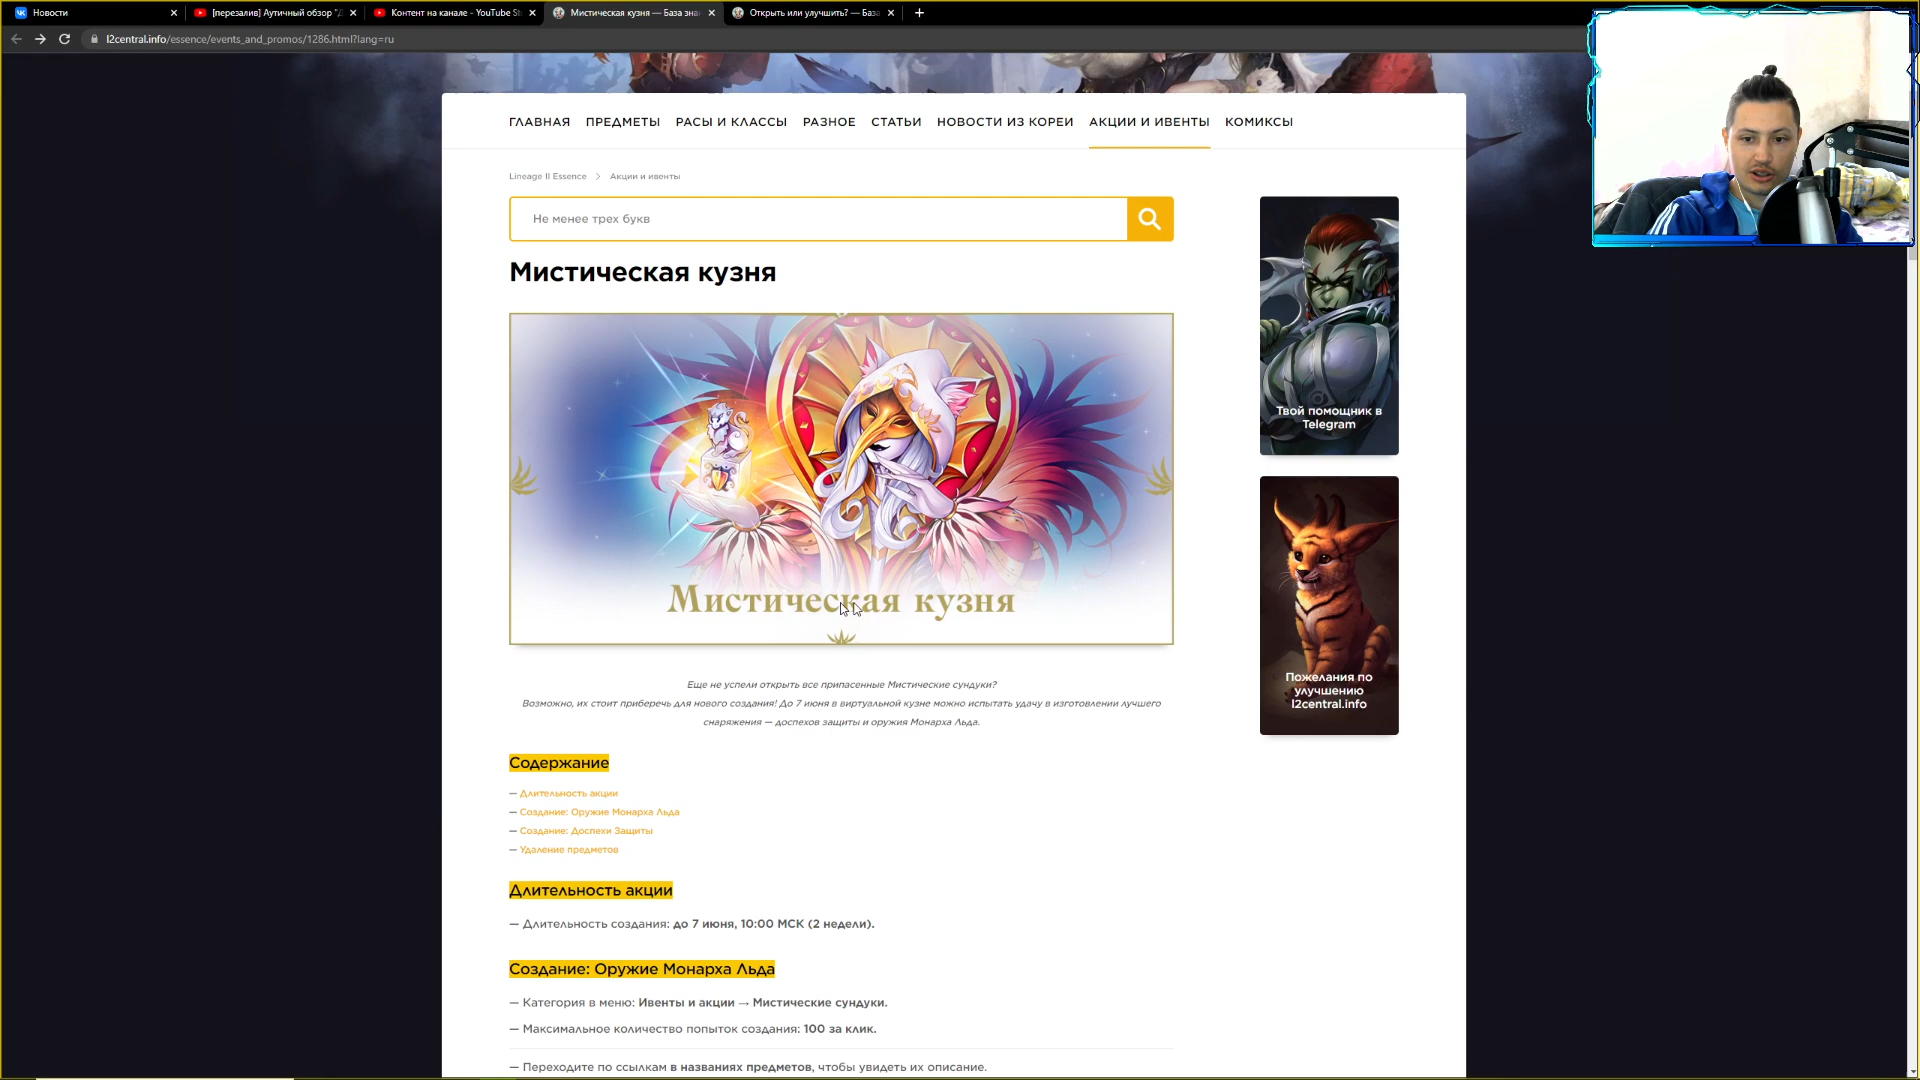 Новости
[перезалив] Аутичный обзор "Д
Контент на канале - YouTube St
Мистическая кузня — База зна
Открыть или улучшить? — База
l2central.info/essence/events_and_promos/1286.html?lang=ru
ГЛАВНАЯ ПРЕДМЕТЫ РАСЫ И КЛАССЫ РАЗНОЕ СТАТЬИ НОВОСТИ ИЗ КОРЕИ АКЦИИ И ИВЕНТЫ КОМИКСЫ
Lineage II Essence > Акции и ивенты
Не менее трех букв
Мистическая кузня
Мистическая кузня
Еще не успели открыть все припасенные Мистические сундуки?
Возможно, их стоит приберечь для нового создания! До 7 июня в виртуальной кузне можно испытать удачу в изготовлении лучшего
снаряжения — доспехов защиты и оружия Монарха Льда.
Содержание
— Длительность акции
— Создание: Оружие Монарха Льда
— Создание: Доспехи Защиты
— Удаление предметов
Длительность акции
— Длительность создания: до 7 июня, 10:00 МСК (2 недели).
Создание: Оружие Монарха Льда
— Категория в меню: Ивенты и акции → Мистические сундуки.
— Максимальное количество попыток создания: 100 за клик.
— Переходите по ссылкам в названиях предметов, чтобы увидеть их описание.
Твой помощник в
Telegram
Пожелания по
улучшению
l2central.info